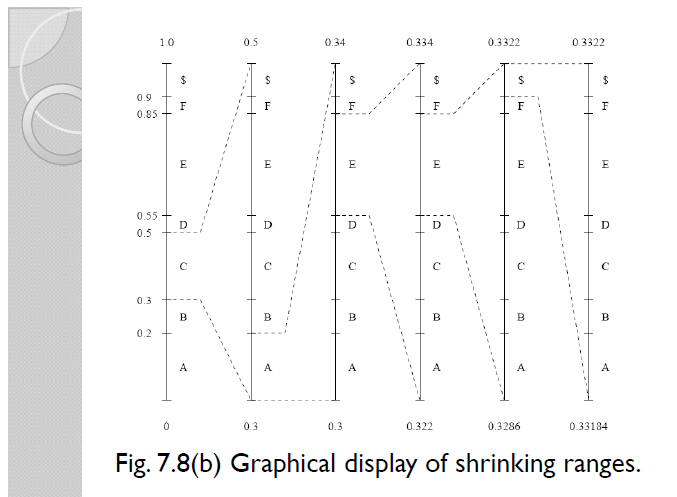 1.0 0.5 0.34 0.334 0.3322 0.3322
$ $ $ $ $ $
0.9
F F F F F F
0.85
E E E E E E
0.55
D D D D D D
0.5
C C C C C C
0.3
B B B B B B
0.2
A A A A A A
0 0.3 0.3 0.322 0.3286 0.33184
Fig. 7.8(b) Graphical display of shrinking ranges.